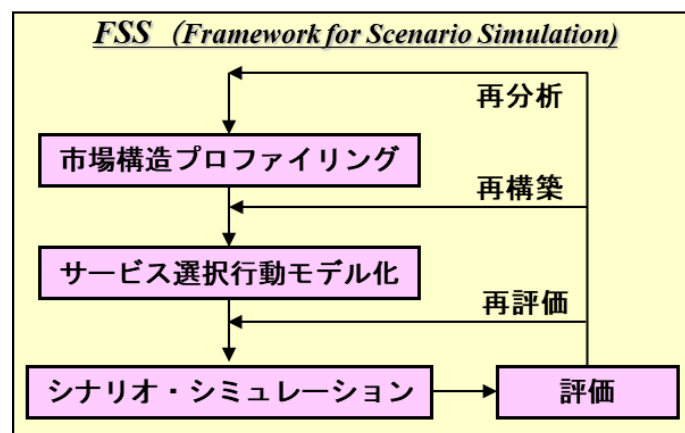 FSS (Framework for Scenario Simulation)
再分析
市場構造プロファイリング
再構築
サービス選択行動モデル化
再評価
シナリオ・シミュレーション
評価